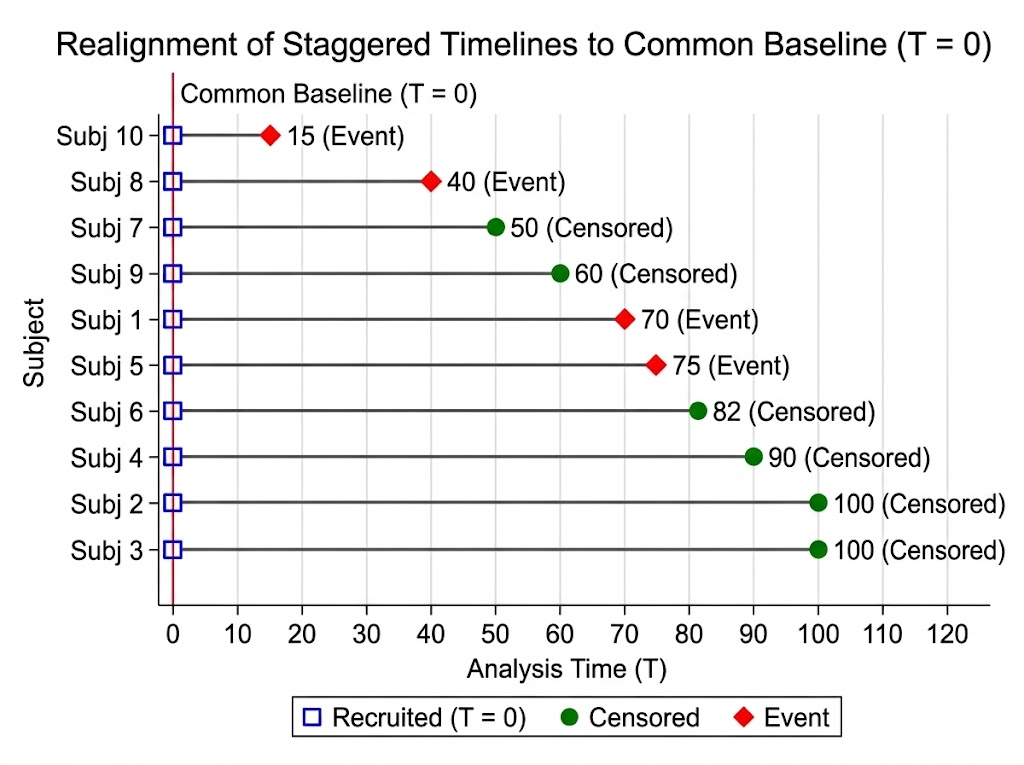 Realignment of Staggered Timelines to Common Baseline (T = 0)
Common Baseline (T = 0)
Subj 10 15 (Event)
Subj 8 40 (Event)
Subj 7 50 (Censored)
Subj 9 60 (Censored)
Subj 1 70 (Event)
Subj 5 75 (Event)
Subj 6 82 (Censored)
Subj 4 90 (Censored)
Subj 2 100 (Censored)
Subj 3 100 (Censored)
Subject
0 10 20 30 40 50 60 70 80 90 100 110 120
Analysis Time (T)
Recruited (T = 0) Censored Event